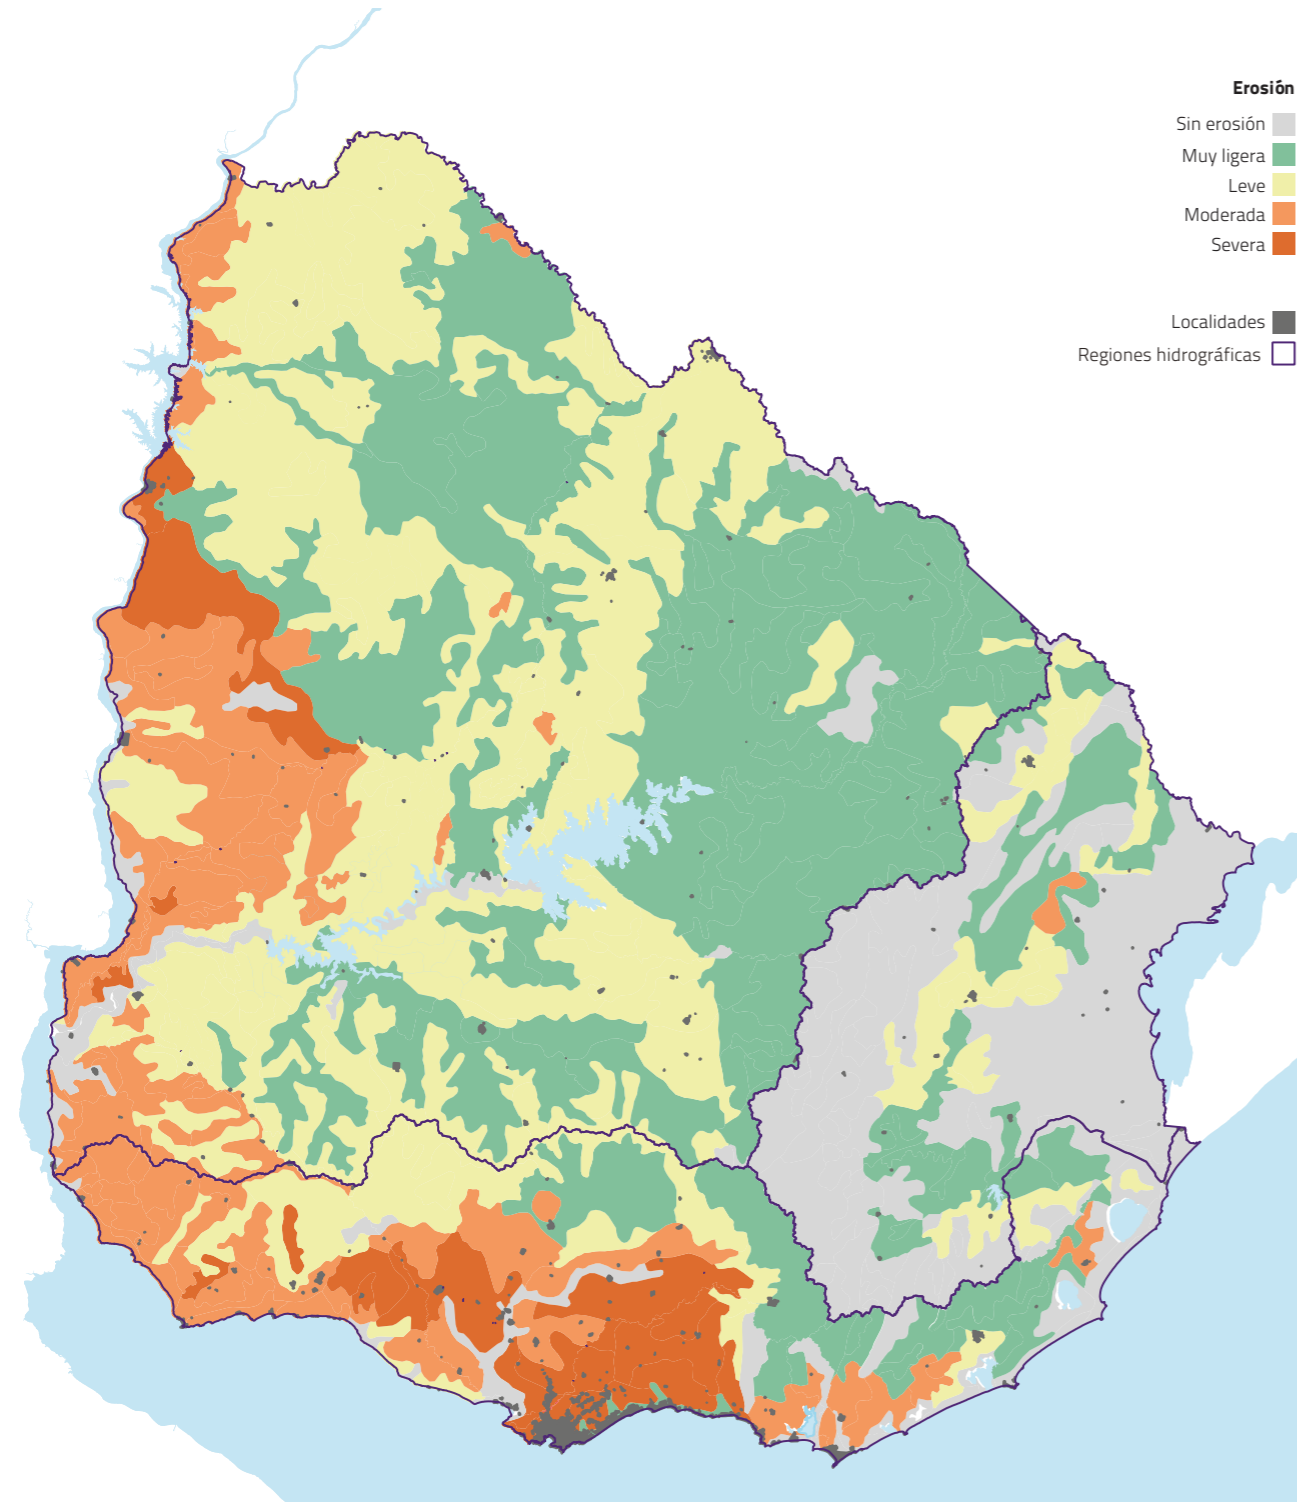 Erosión
Sin erosión
Muy ligera
Leve
Moderada
Severa
Localidades
Regiones hidrográficas